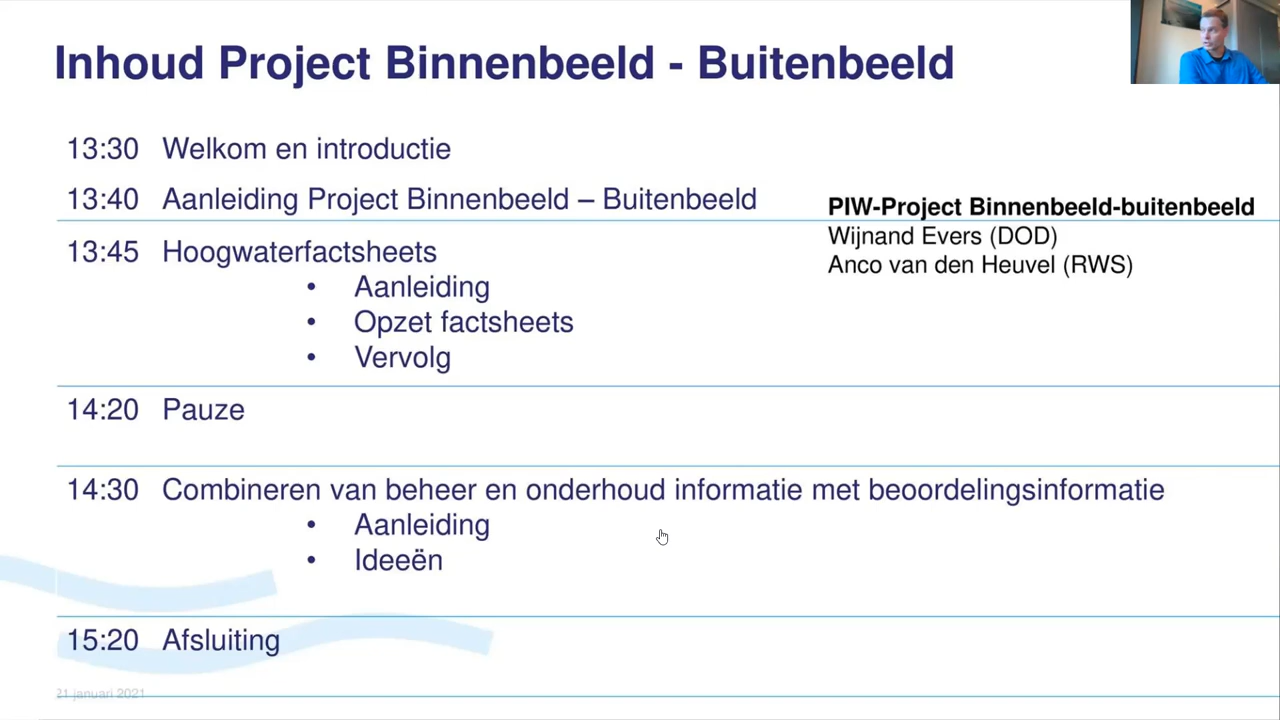 Inhoud Project Binnenbeeld - Buitenbeeld
13:30 Welkom en introductie
13:40 Aanleiding Project Binnenbeeld – Buitenbeeld
PIW-Project Binnenbeeld-buitenbeeld
Wijnand Evers (DOD)
Anco van den Heuvel (RWS)
13:45 Hoogwaterfactsheets
• Aanleiding
• Opzet factsheets
• Vervolg
14:20 Pauze
14:30 Combineren van beheer en onderhoud informatie met beoordelingsinformatie
• Aanleiding
• Ideeën
15:20 Afsluiting
21 januari 2021